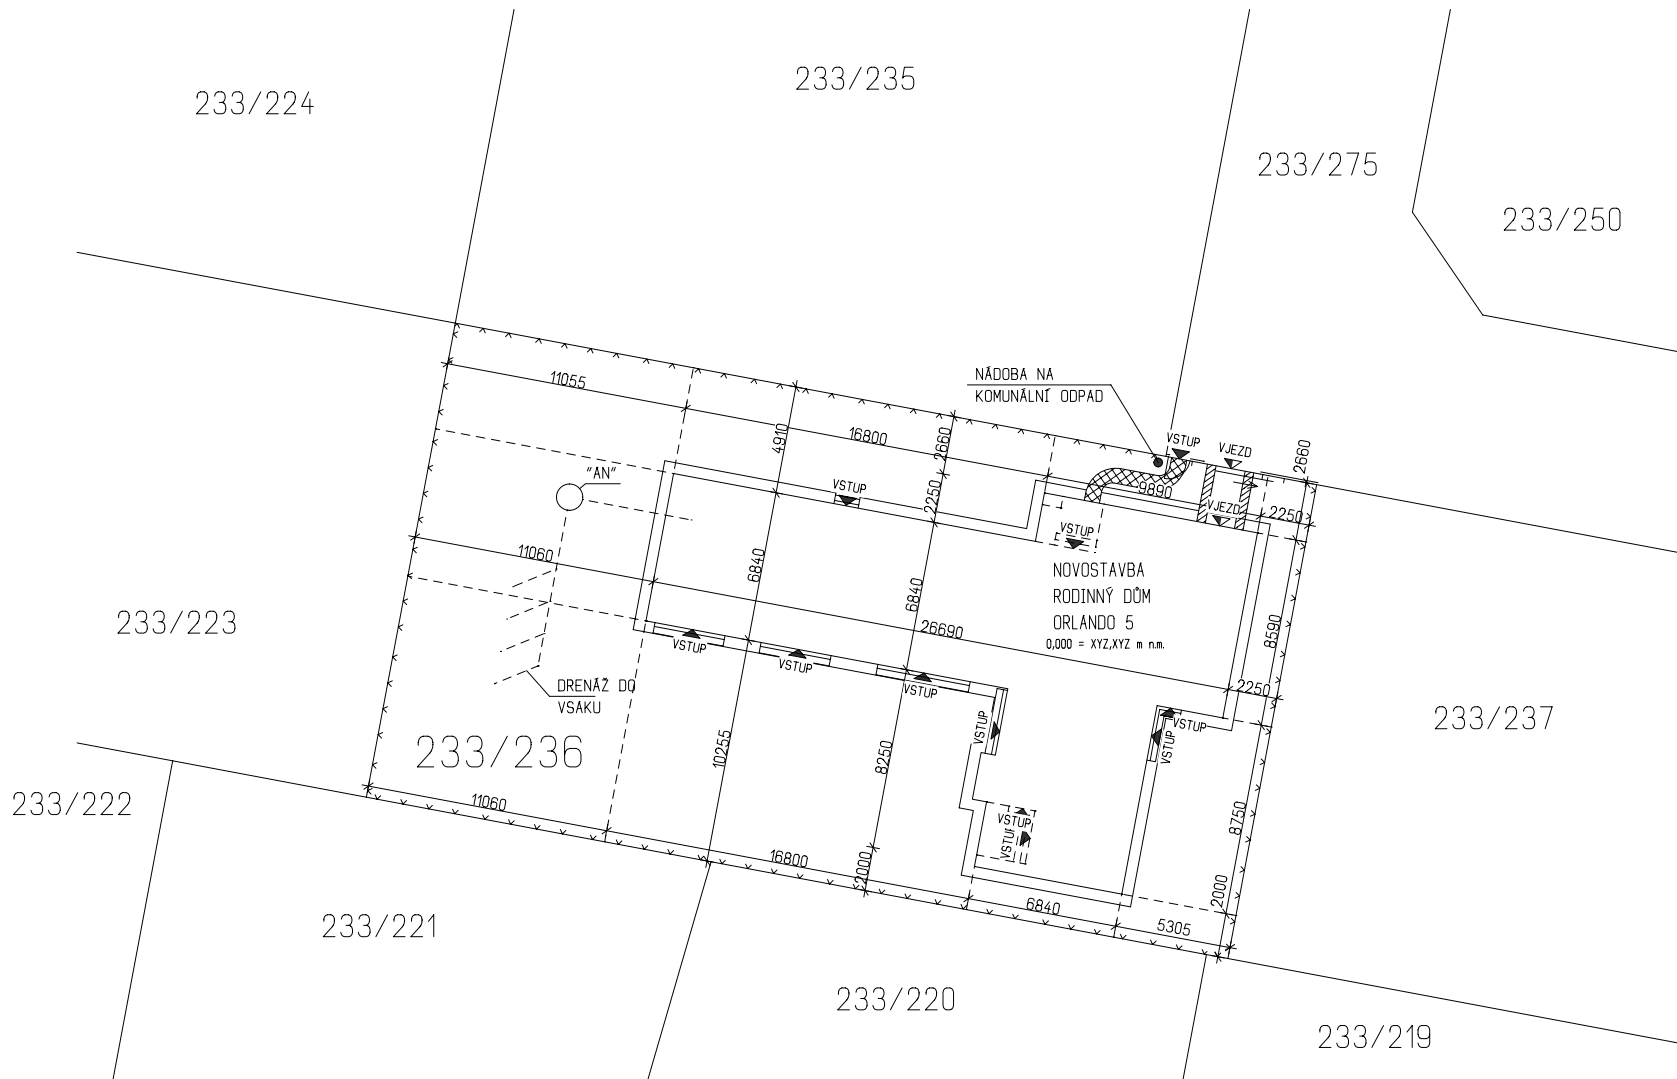 233/235
233/224
233/275
233/250
NÁDOBA NA
KOMUNÁLNÍ ODPAD
11055
16800
4910
2660
VSTUP
VJEZD
2660
"AN"
VSTUP
2250
9890
VJEZD
2250
VSTUP
11060
6840
6840
NOVOSTAVBA
RODINNÝ DŮM
ORLANDO 5
0,000 = XYZ,XYZ m n.m.
26690
8590
233/223
VSTUP
VSTUP
VSTUP
2250
DRENÁŽ DO
VSAKU
VSTUP
VSTUP
VSTUP
233/237
233/236
10255
8250
233/222
11060
VSTUP
VSTUP
8750
16800
2000
2000
6840
5305
233/221
233/220
233/219